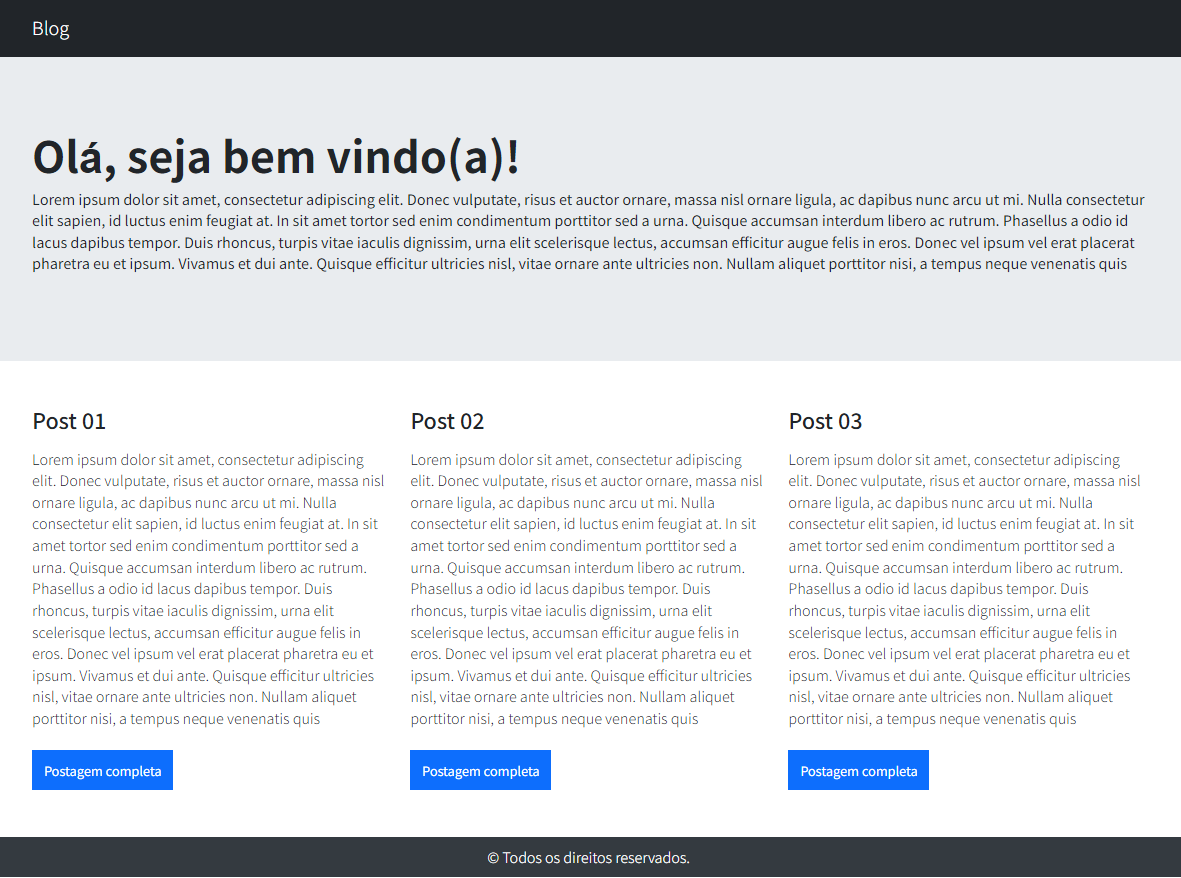 Blog
Olá, seja bem vindo(a)!
Lorem ipsum dolor sit amet, consectetur adipiscing elit. Donec vulputate, risus et auctor ornare, massa nisl ornare ligula, ac dapibus nunc arcu ut mi. Nulla consectetur
elit sapien, id luctus enim feugiat at. In sit amet tortor sed enim condimentum porttitor sed a urna. Quisque accumsan interdum libero ac rutrum. Phasellus a odio id
lacus dapibus tempor. Duis rhoncus, turpis vitae iaculis dignissim, urna elit scelerisque lectus, accumsan efficitur augue felis in eros. Donec vel ipsum vel erat placerat
pharetra eu et ipsum. Vivamus et dui ante. Quisque efficitur ultricies nisl, vitae ornare ante ultricies non. Nullam aliquet porttitor nisi, a tempus neque venenatis quis
Post 01
Lorem ipsum dolor sit amet, consectetur adipiscing
elit. Donec vulputate, risus et auctor ornare, massa nisl
ornare ligula, ac dapibus nunc arcu ut mi. Nulla
consectetur elit sapien, id luctus enim feugiat at. In sit
amet tortor sed enim condimentum porttitor sed a
urna. Quisque accumsan interdum libero ac rutrum.
Phasellus a odio id lacus dapibus tempor. Duis
rhoncus, turpis vitae iaculis dignissim, urna elit
scelerisque lectus, accumsan efficitur augue felis in
eros. Donec vel ipsum vel erat placerat pharetra eu et
ipsum. Vivamus et dui ante. Quisque efficitur ultricies
nisl, vitae ornare ante ultricies non. Nullam aliquet
porttitor nisi, a tempus neque venenatis quis
Postagem completa
Post 02
Lorem ipsum dolor sit amet, consectetur adipiscing
elit. Donec vulputate, risus et auctor ornare, massa nisl
ornare ligula, ac dapibus nunc arcu ut mi. Nulla
consectetur elit sapien, id luctus enim feugiat at. In sit
amet tortor sed enim condimentum porttitor sed a
urna. Quisque accumsan interdum libero ac rutrum.
Phasellus a odio id lacus dapibus tempor. Duis
rhoncus, turpis vitae iaculis dignissim, urna elit
scelerisque lectus, accumsan efficitur augue felis in
eros. Donec vel ipsum vel erat placerat pharetra eu et
ipsum. Vivamus et dui ante. Quisque efficitur ultricies
nisl, vitae ornare ante ultricies non. Nullam aliquet
porttitor nisi, a tempus neque venenatis quis
Postagem completa
Post 03
Lorem ipsum dolor sit amet, consectetur adipiscing
elit. Donec vulputate, risus et auctor ornare, massa nisl
ornare ligula, ac dapibus nunc arcu ut mi. Nulla
consectetur elit sapien, id luctus enim feugiat at. In sit
amet tortor sed enim condimentum porttitor sed a
urna. Quisque accumsan interdum libero ac rutrum.
Phasellus a odio id lacus dapibus tempor. Duis
rhoncus, turpis vitae iaculis dignissim, urna elit
scelerisque lectus, accumsan efficitur augue felis in
eros. Donec vel ipsum vel erat placerat pharetra eu et
ipsum. Vivamus et dui ante. Quisque efficitur ultricies
nisl, vitae ornare ante ultricies non. Nullam aliquet
porttitor nisi, a tempus neque venenatis quis
Postagem completa
© Todos os direitos reservados.